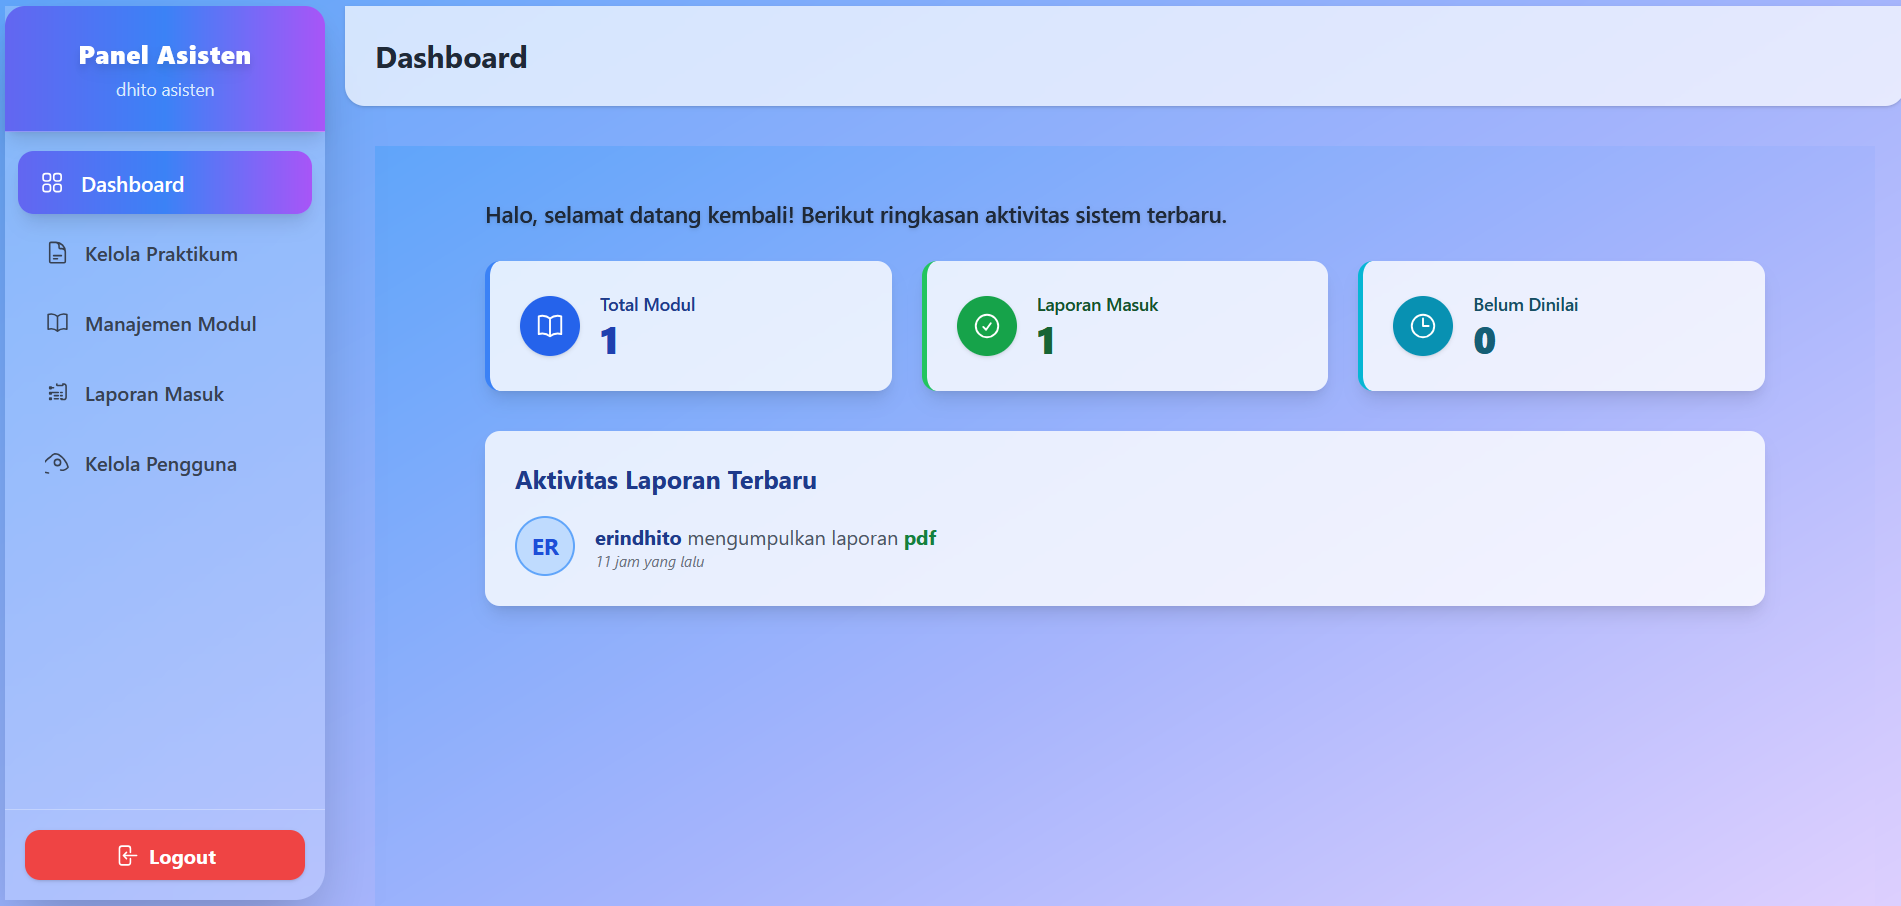 Panel Asisten
dhito asisten
Dashboard
Kelola Praktikum
Manajemen Modul
Laporan Masuk
Kelola Pengguna
Logout
Dashboard
Halo, selamat datang kembali! Berikut ringkasan aktivitas sistem terbaru.
Total Modul
1
Laporan Masuk
1
Belum Dinilai
0
Aktivitas Laporan Terbaru
ER
erindhito mengumpulkan laporan pdf
11 jam yang lalu